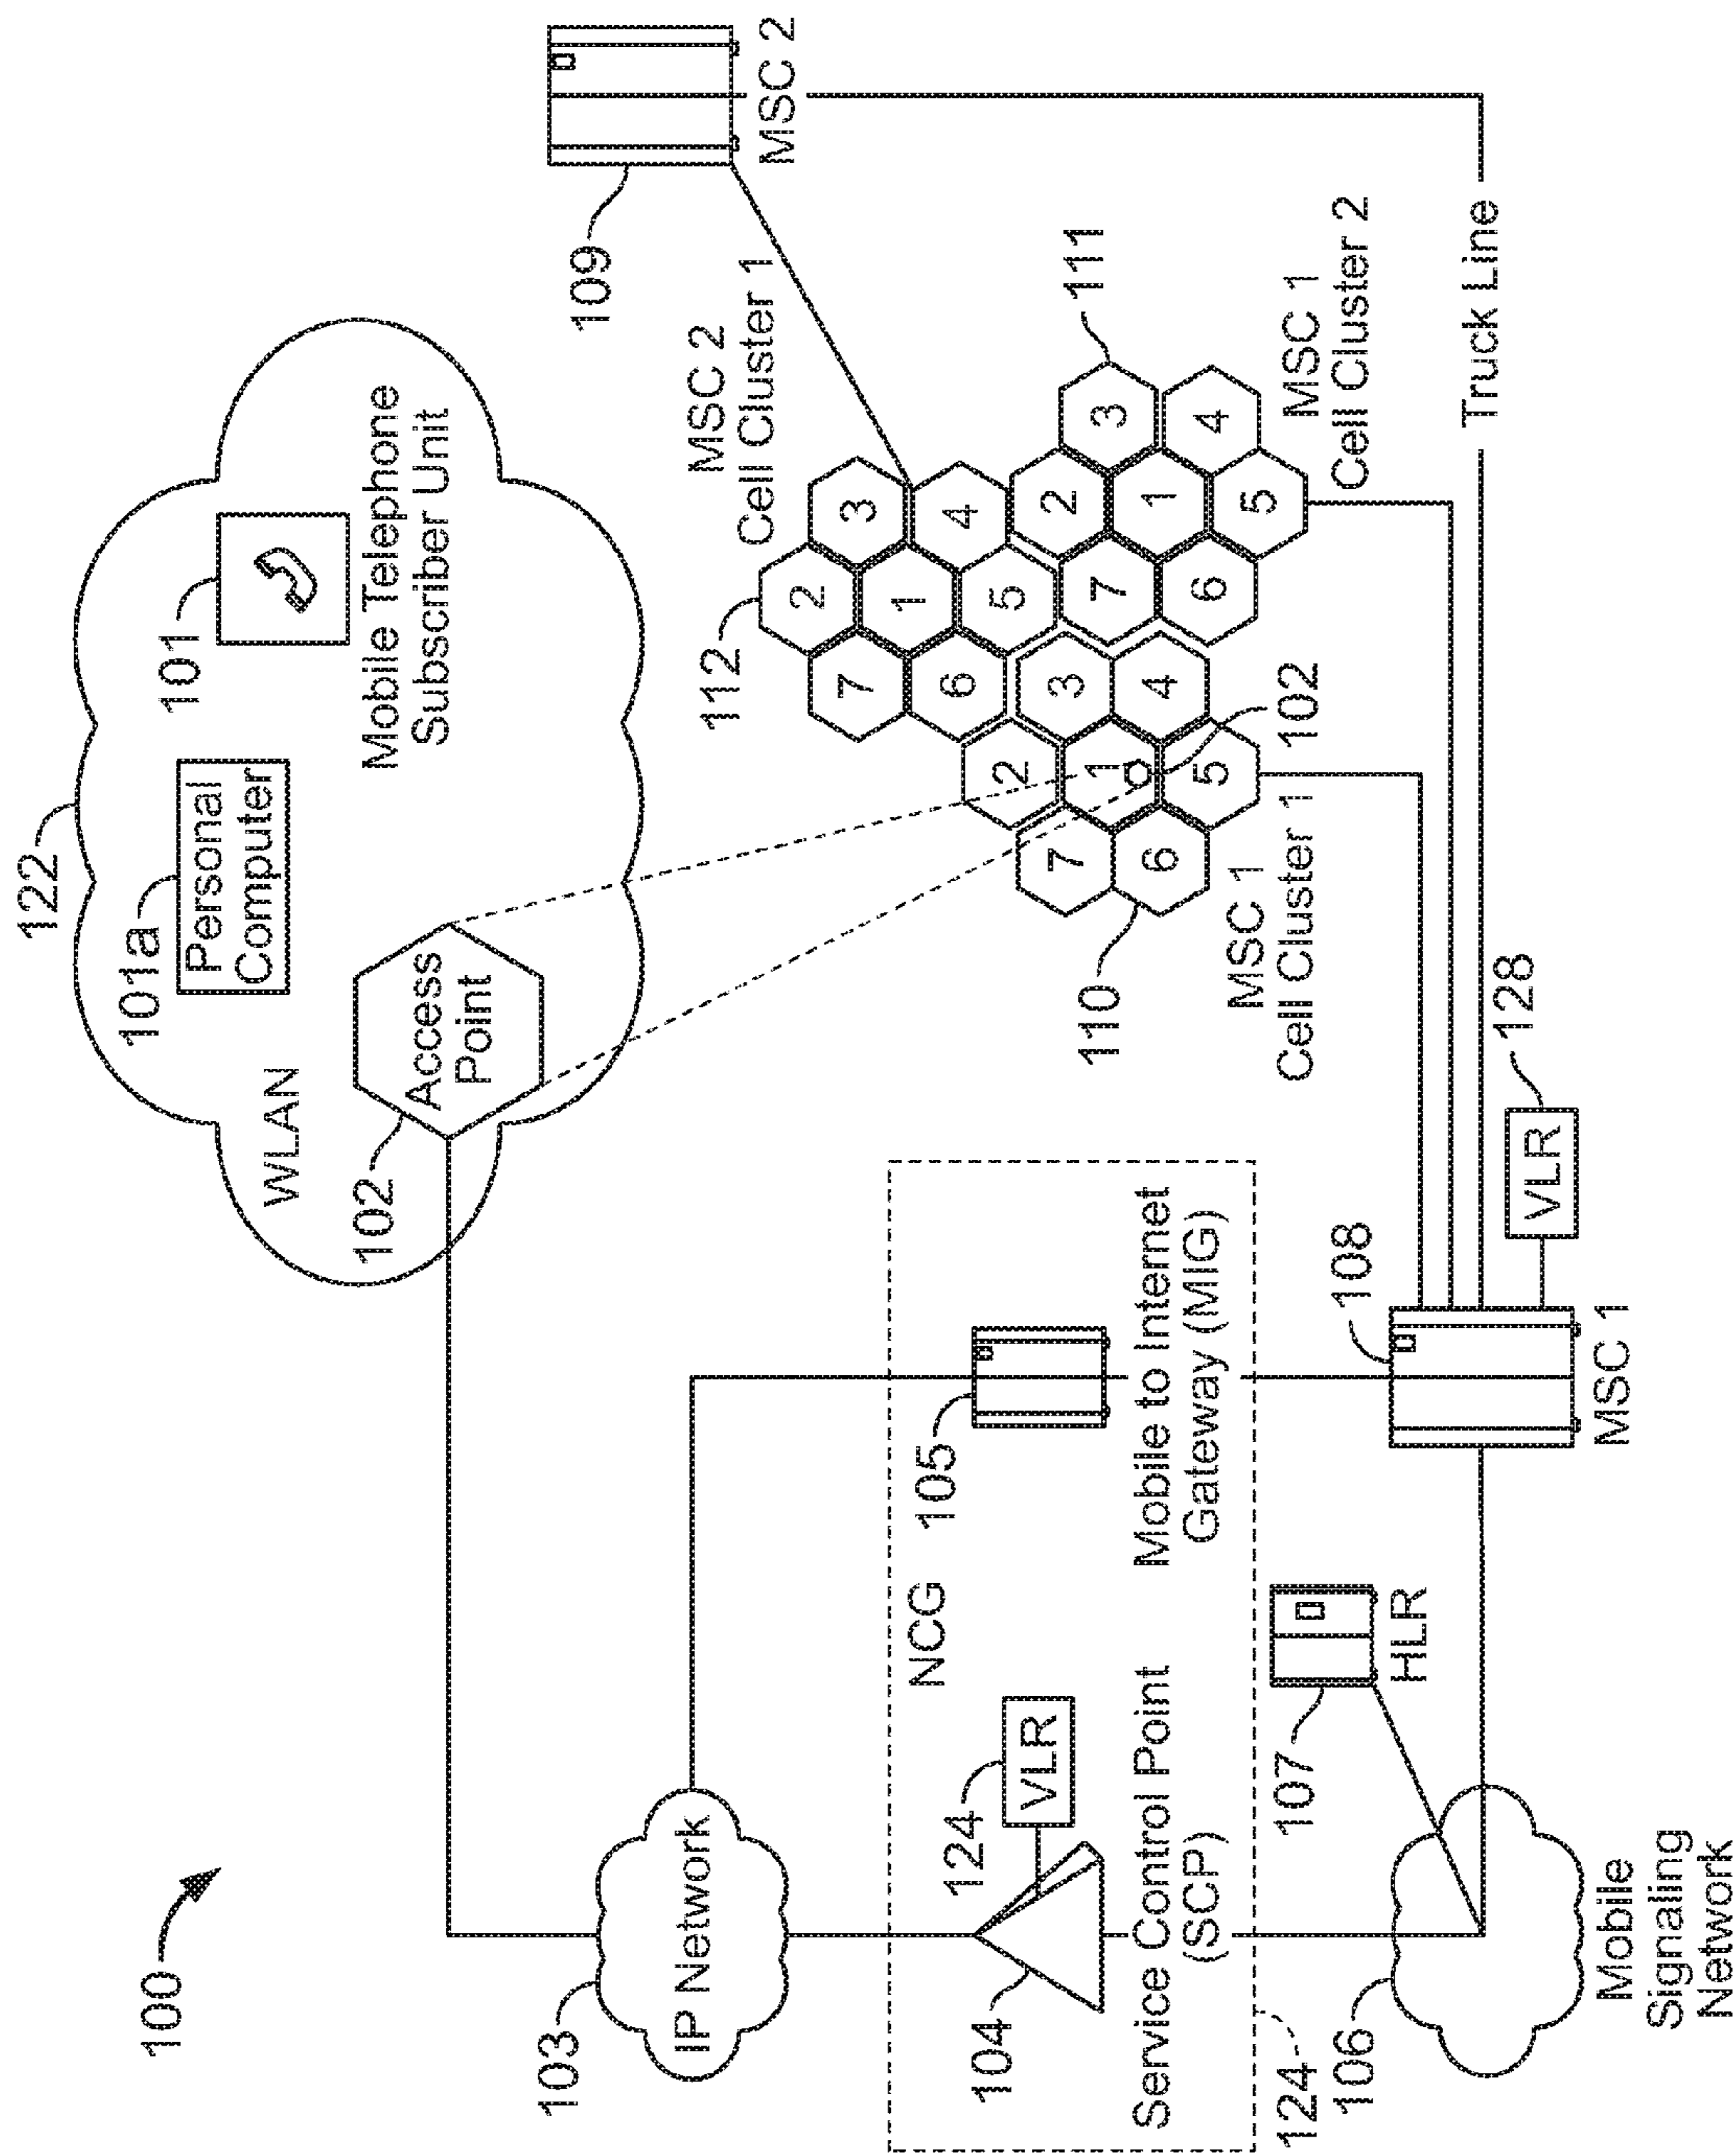 100
122
101a
Personal
Computer
101
Mobile Telephone
Subscriber Unit
WLAN
102
Access
Point
103
IP Network
NCG
105
Mobile to Internet
Gateway (MIG)
124
VLR
104
Service Control Point
(SCP)
124
107
HLR
106
Mobile
Signaling
Network
108
MSC 1
128
VLR
110
MSC 1
Cell Cluster 1
7
2
6
1
3
5
4
102
112
MSC 2
Cell Cluster 1
7
2
6
1
3
5
4
109
MSC 2
111
2
3
7
1
4
6
5
MSC 1
Cell Cluster 2
Truck Line